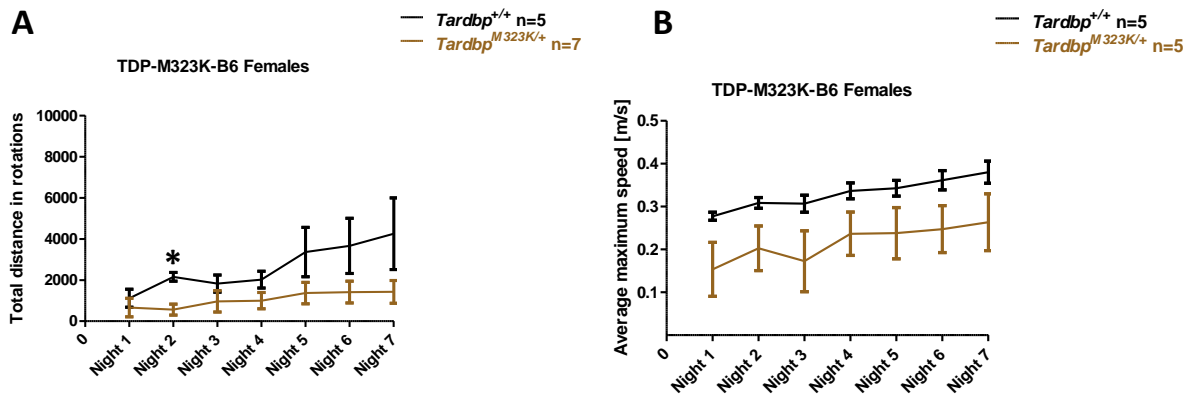 A
Tardbp+/+ n=5
TardbpM323K/+ n=7
TDP-M323K-B6 Females
Total distance in rotations
10000
8000
6000
4000
2000
0
*
0
Night 1
Night 2
Night 3
Night 4
Night 5
Night 6
Night 7
B
Tardbp+/+ n=5
TardbpM323K/+ n=5
TDP-M323K-B6 Females
Average maximum speed [m/s]
0.5
0.4
0.3
0.2
0.1
0
Night 1
Night 2
Night 3
Night 4
Night 5
Night 6
Night 7